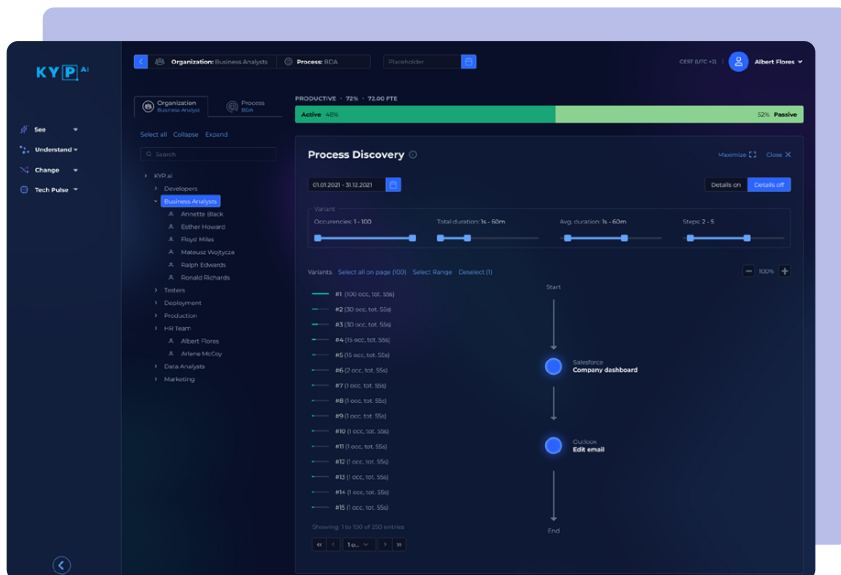 KYP AI
Organization: Business Analysts
Process: BDA
Placeholder
CEST (UTC +2)
Albert Flores
See
Understand
Change
Tech Pulse
Organization
Business Analyst
Process
BDA
Select all Collapse Expand
Search
KYP.ai
Developers
Business Analysts
Annette Black
Esther Howard
Floyd Miles
Mateusz Wojtycza
Ralph Edwards
Ronald Richards
Testers
Deployment
Production
HR Team
Albert Flores
Arlene McCoy
Data Analysts
Marketing
PRODUCTIVE • 72% • 72.00 FTE
Active 48%
52% Passive
Process Discovery
Maximize
Close
01.01.2021 - 31.12.2021
Details on
Details off
Variant
Occurencies: 1 - 100
Total duration: 1s - 60m
Avg. duration: 1s - 60m
Steps: 2 - 5
Variants Select all on page (100) Select Range Deselect (1)
100%
#1 (100 occ, tot. 55s)
#2 (30 occ, tot. 55s)
#3 (30 occ, tot. 55s)
#4 (15 occ, tot. 55s)
#5 (15 occ, tot. 55s)
#6 (2 occ, tot. 55s)
#7 (1 occ, tot. 55s)
#8 (1 occ, tot. 55s)
#9 (1 occ, tot. 55s)
#10 (1 occ, tot. 55s)
#11 (1 occ, tot. 55s)
#12 (1 occ, tot. 55s)
#13 (1 occ, tot. 55s)
#14 (1 occ, tot. 55s)
#15 (1 occ, tot. 55s)
Showing: 1 to 100 of 250 entries
1 o...
Start
Salesforce
Company dashboard
Outlook
Edit email
End